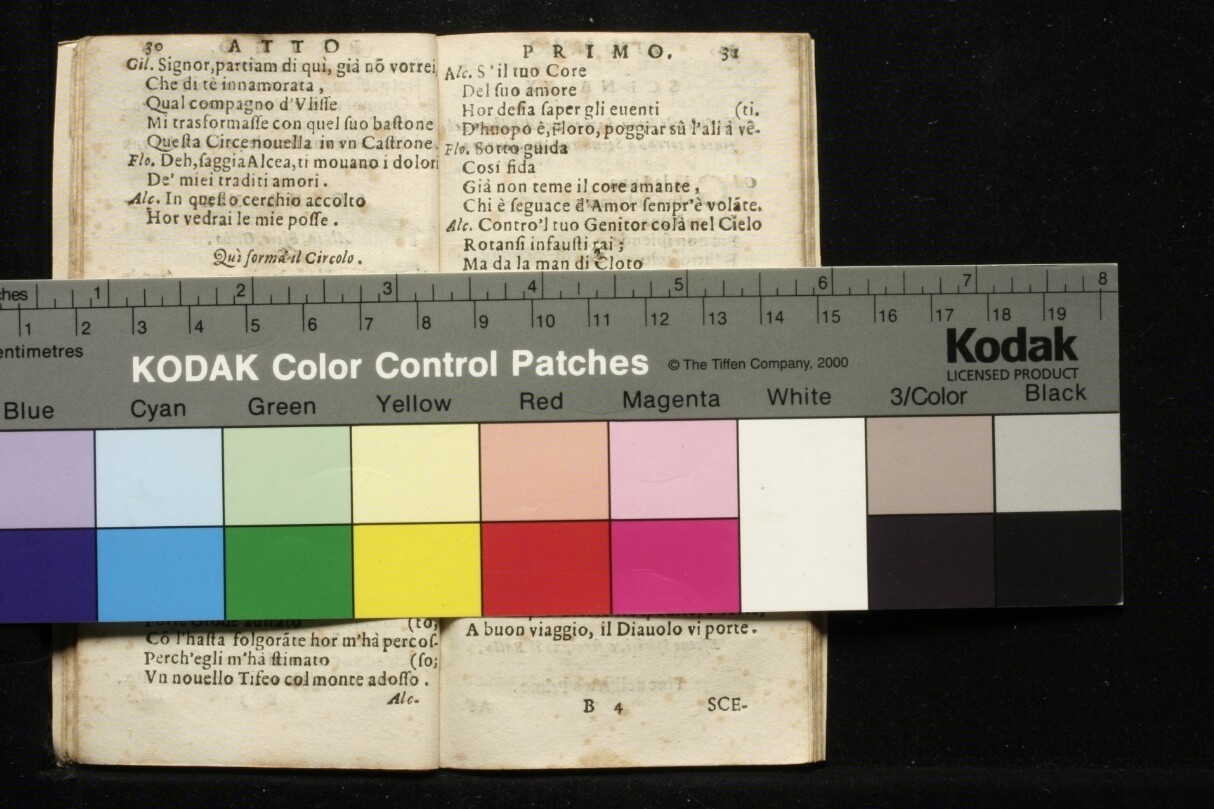 30 ATTO
Gil. Signor,partiam di quì, già nō vorrei
Che di tè innamorata ,
Qual compagno d'Vliſſe
Mi trasformaſſe con quel ſuo baſtone
Queſta Circe nouella in vn Caſtrone.
Flo. Deh,ſaggia Alcea,ti mouano i dolori
De' miei traditi amori .
Alc. In queſto cerchio accolto
Hor vedrai le mie poſſe .
Quì forma il Circolo .
PRIMO. 31
Alc. S'il tuo Core
Del ſuo amore
Hor deſia ſaper gli euenti (ti.
D'huopo è,Floro, poggiar sù l'ali à vē-
Flo. Sotto guida
Così fida
Già non teme il core amante ,
Chi è ſeguace d'Amor ſempr'è volāte.
Alc. Contro'l tuo Genitor colà nel Cielo
Rotanſi infauſti rai ;
Ma da la man di Cloto
ches 1 2 3 4 5 6 7 8
1 2 3 4 5 6 7 8 9 10 11 12 13 14 15 16 17 18 19
entimetres
KODAK Color Control Patches © The Tiffen Company, 2000
Kodak
LICENSED PRODUCT
Blue Cyan Green Yellow Red Magenta White 3/Color Black
(to;
Cō l'haſta folgorāte hor m'hà percoſ-
Perch'egli m'hà ſtimato (ſo;
Vn nouello Tifeo col monte adoſſo .
Alc-
A buon viaggio, il Diauolo vi porte .
B 4 SCE-